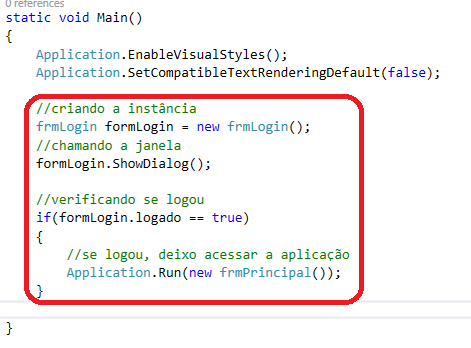 0 references
static void Main()
{
Application.EnableVisualStyles();
Application.SetCompatibleTextRenderingDefault(false);
//criando a instância
frmLogin formLogin = new frmLogin();
//chamando a janela
formLogin.ShowDialog();
//verificando se logou
if(formLogin.logado == true)
{
//se logou, deixo acessar a aplicação
Application.Run(new frmPrincipal());
}
}